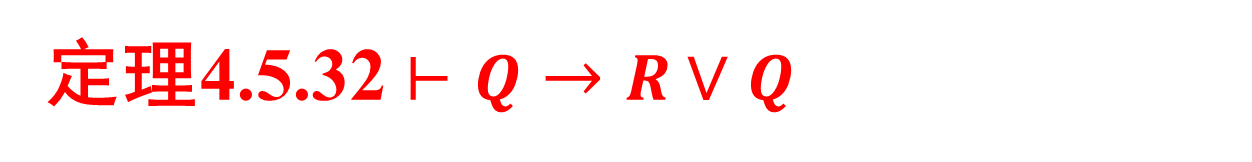 定理4.5.32 ⊢ Q → R ∨ Q